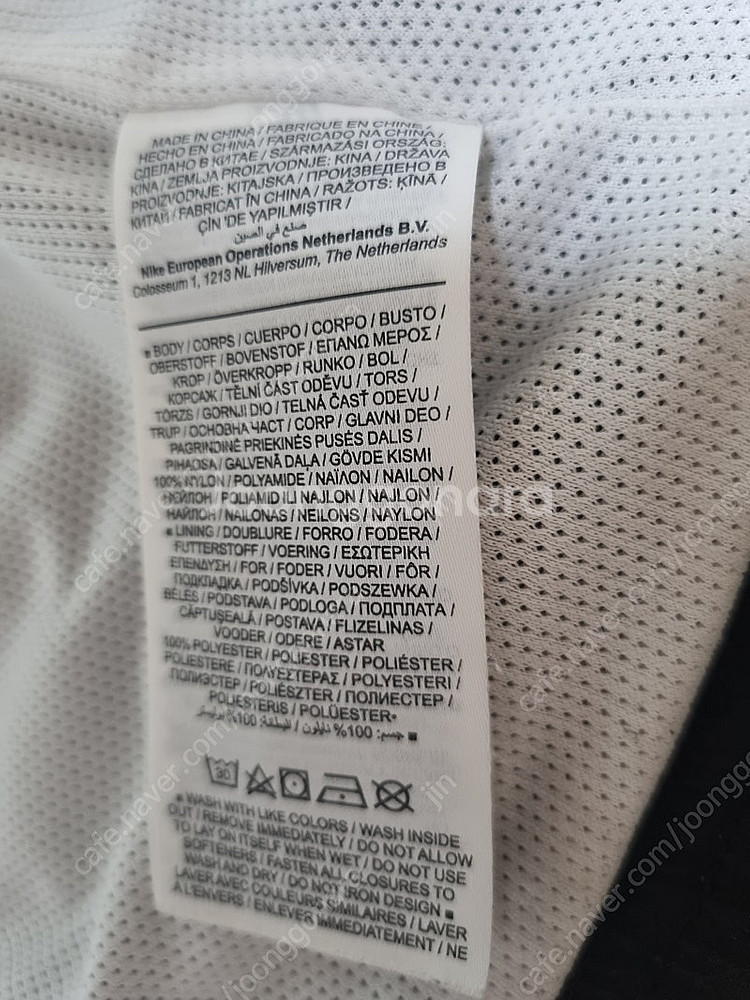 MADE IN CHINA / FABRIQUE EN CHINE /
HECHO EN CHINA / FABRICADO NA CHINA /
СДЕЛАНО В КИТАЕ / SZÁRMAZÁSI ORSZÁG:
KÍNA / ZEMLJA PROIZVODNJE: KINA / DRŽAVA
PROIZVODNJE: KITAJSKA / ПРОИЗВЕДЕНО В
КИТАЙ / FABRICAT ÎN CHINA / RAŽOTS: ĶĪNĀ /
ÇİN 'DE YAPILMIŞTIR /
صنع في الصين
Nike European Operations Netherlands B.V.
Colosseum 1, 1213 NL Hilversum, The Netherlands
■ BODY / CORPS / CUERPO / CORPO / BUSTO /
OBERSTOFF / BOVENSTOF / ΕΠΑΝΩ ΜΕΡΟΣ /
KROP / ÖVERKROPP / RUNKO / BOL /
КОРСАЖ / TĚLNÍ ČÁST ODĚVU / TORS /
TÖRZS / GORNJI DIO / TELNÁ ČASŤ ODEVU /
TRUP / ОСНОВНА ЧАСТ / CORP / GLAVNI DEO /
PAGRINDINĖ PRIEKINĖS PUSĖS DALIS /
PIHAOSA / GALVENĀ DAĻA / GÖVDE KISMI
100% NYLON / POLYAMIDE / ΝΑΪΛΟΝ / NAILON /
НЕЙЛОН / POLIAMID ILI NAJLON / NAJLON /
НАЙЛОН / NAILONAS / NEILONS / NAYLON
■ LINING / DOUBLURE / FORRO / FODERA /
FUTTERSTOFF / VOERING / ΕΣΩΤΕΡΙΚΗ
ΕΠΕΝΔΥΣΗ / FOR / FODER / VUORI / FÔR /
ПОДКЛАДКА / PODŠÍVKA / PODSZEWKA /
BÉLÉS / PODSTAVA / PODLOGA / ПОДПЛАТА /
CĂPTUȘEALĂ / POSTAVA / FLIZELINAS /
VOODER / ODERE / ASTAR
100% POLYESTER / POLIESTER / POLIÉSTER /
POLIESTERE / ΠΟΛΥΕΣΤΕΡΑΣ / POLYESTERI /
ПОЛИЭСТЕР / POLIÉSZTER / ПОЛИЕСТЕР /
POLIESTERIS / POLÜESTER•
■ جسم: 100% نايلون / البطانة: 100% بوليستر
30
■ WASH WITH LIKE COLORS / WASH INSIDE
OUT / REMOVE IMMEDIATELY / DO NOT ALLOW
TO LAY ON ITSELF WHEN WET / DO NOT USE
SOFTENERS / FASTEN ALL CLOSURES TO
WASH AND DRY / DO NOT IRON DESIGN ■
LAVER AVEC COULEURS SIMILAIRES / LAVER
À L'ENVERS / ENLEVER IMMÉDIATEMENT / NE